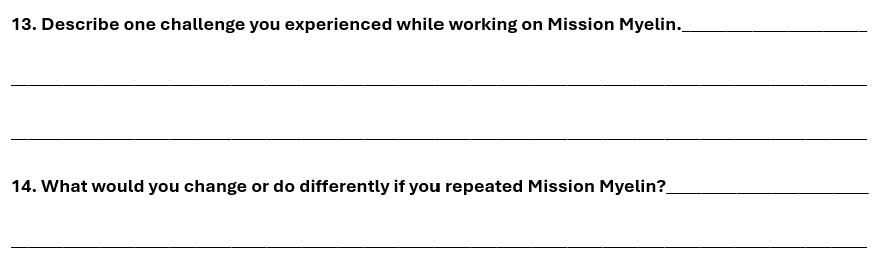 13. Describe one challenge you experienced while working on Mission Myelin.
14. What would you change or do differently if you repeated Mission Myelin?